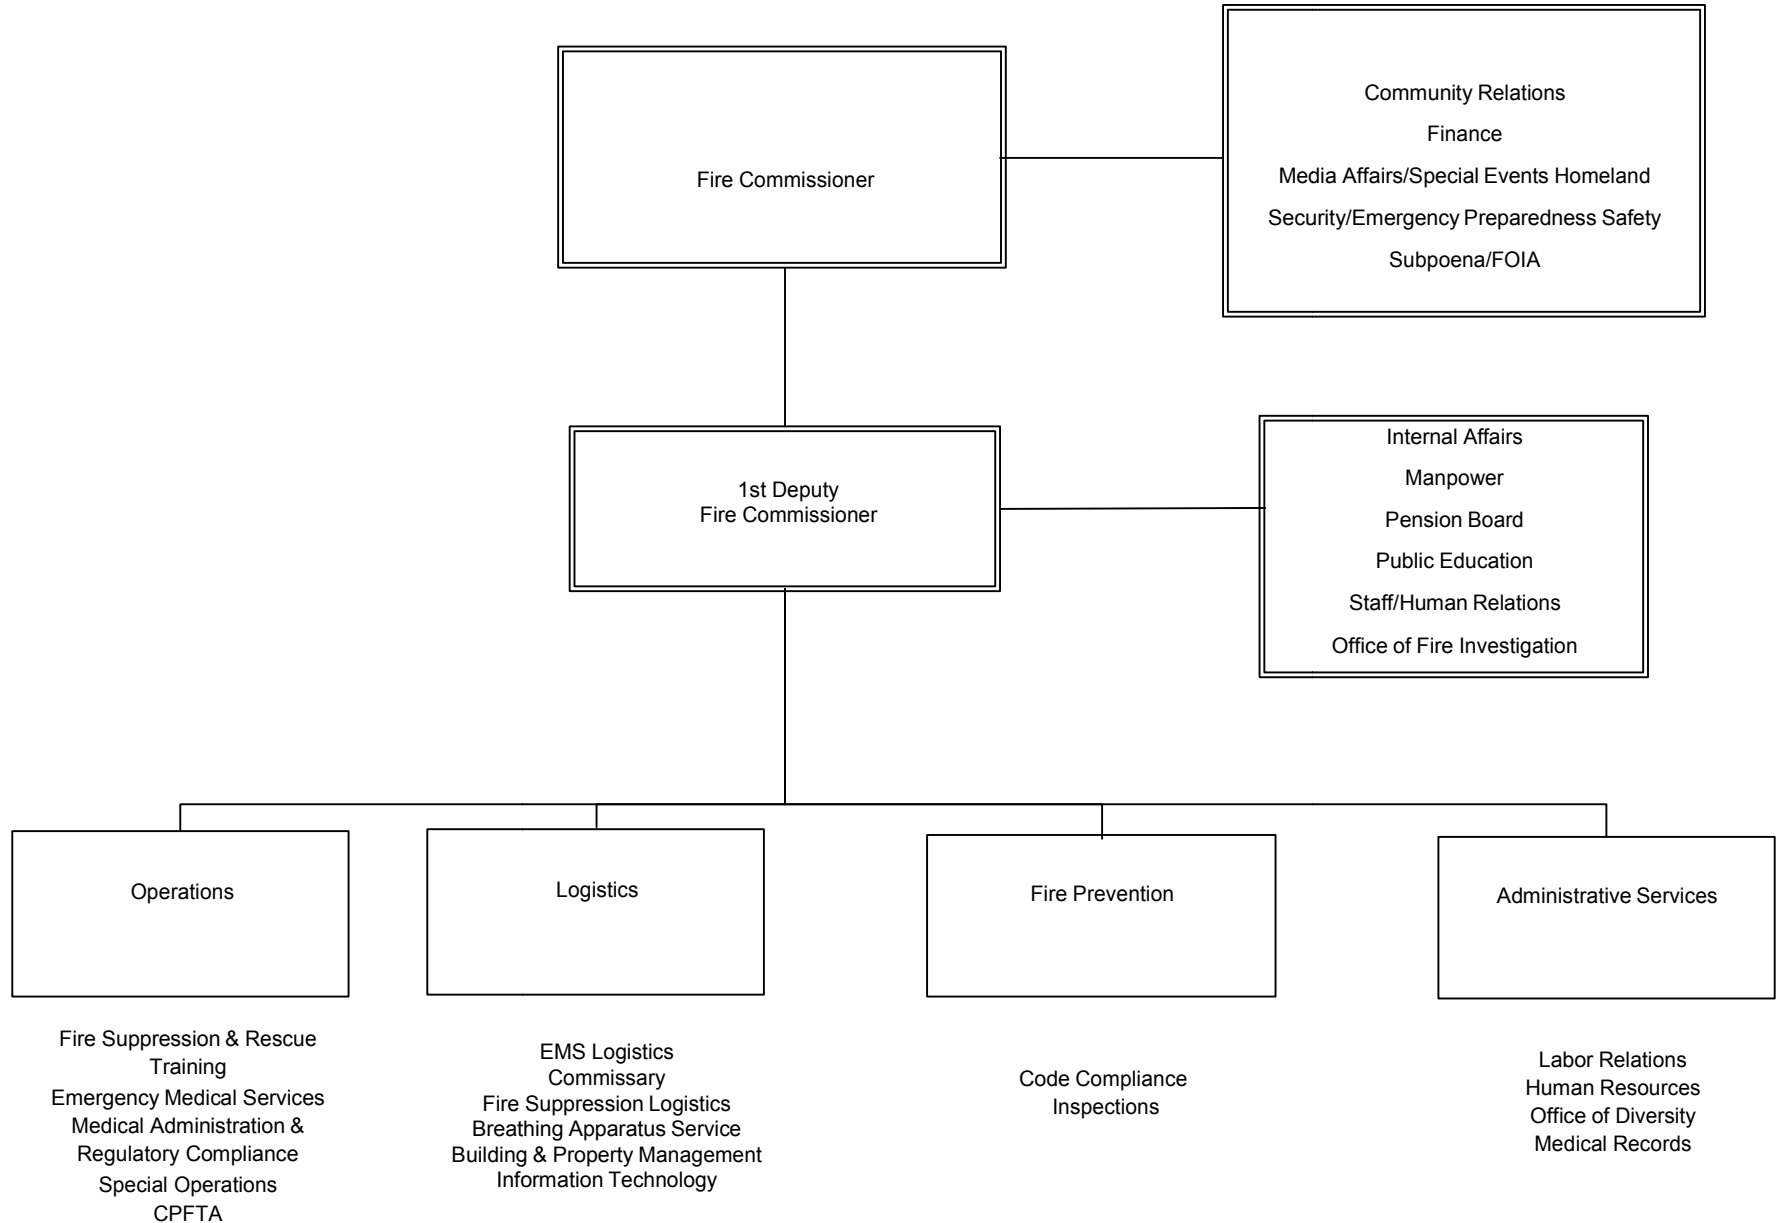 Fire Commissioner
Community Relations
Finance
Media Affairs/Special Events Homeland
Security/Emergency Preparedness Safety
Subpoena/FOIA
1st Deputy
Fire Commissioner
Internal Affairs
Manpower
Pension Board
Public Education
Staff/Human Relations
Office of Fire Investigation
Operations
Fire Suppression & Rescue
Training
Emergency Medical Services
Medical Administration &
Regulatory Compliance
Special Operations
CPFTA
Logistics
EMS Logistics
Commissary
Fire Suppression Logistics
Breathing Apparatus Service
Building & Property Management
Information Technology
Fire Prevention
Code Compliance
Inspections
Administrative Services
Labor Relations
Human Resources
Office of Diversity
Medical Records